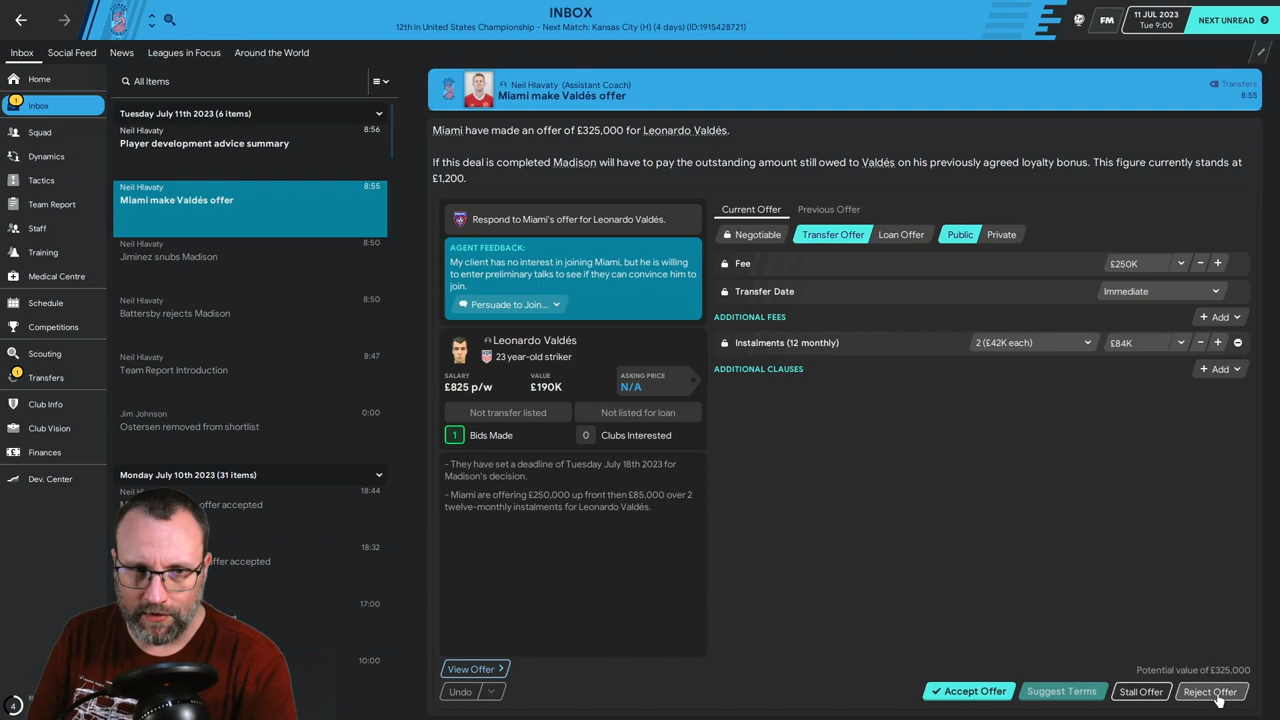 INBOX
12th in United States Championship - Next Match: Kansas City (H) (4 days) (ID:1915428721)
FM
11 JUL 2023
Tue 9:00
NEXT UNREAD
Inbox
Social Feed
News
Leagues in Focus
Around the World
Home
1
Inbox
Squad
Dynamics
Tactics
Team Report
Staff
Training
Medical Centre
Schedule
Competitions
Scouting
1
Transfers
Club Info
Club Vision
Finances
Dev. Center
4
All Items
Tuesday July 11th 2023 (6 items)
Neil Hlavaty 8:56
Player development advice summary
Neil Hlavaty 8:55
Miami make Valdés offer
Neil Hlavaty 8:50
Jiminez snubs Madison
Neil Hlavaty 8:50
Battersby rejects Madison
Neil Hlavaty 8:47
Team Report Introduction
Jim Johnson 0:00
Ostersen removed from shortlist
Monday July 10th 2023 (31 items)
18:44
offer accepted
18:32
offer accepted
17:00
10:00
Neil Hlavaty (Assistant Coach)
Miami make Valdés offer
Transfers
8:55
Miami have made an offer of £325,000 for Leonardo Valdés.
If this deal is completed Madison will have to pay the outstanding amount still owed to Valdés on his previously agreed loyalty bonus. This figure currently stands at
£1,200.
Respond to Miami's offer for Leonardo Valdés.
AGENT FEEDBACK:
My client has no interest in joining Miami, but he is willing
to enter preliminary talks to see if they can convince him to
join.
Persuade to Join...
Leonardo Valdés
23 year-old striker
SALARY
£825 p/w
VALUE
£190K
ASKING PRICE
N/A
Not transfer listed
Not listed for loan
1 Bids Made
0 Clubs Interested
- They have set a deadline of Tuesday July 18th 2023 for
Madison's decision.
- Miami are offering £250,000 up front then £85,000 over 2
twelve-monthly instalments for Leonardo Valdés.
View Offer
Undo
Current Offer
Previous Offer
Negotiable
Transfer Offer
Loan Offer
Public
Private
Fee £250K - +
Transfer Date Immediate
ADDITIONAL FEES + Add
Instalments (12 monthly) 2 (£42K each) £84K - +
ADDITIONAL CLAUSES + Add
Potential value of £325,000
Accept Offer
Suggest Terms
Stall Offer
Reject Offer